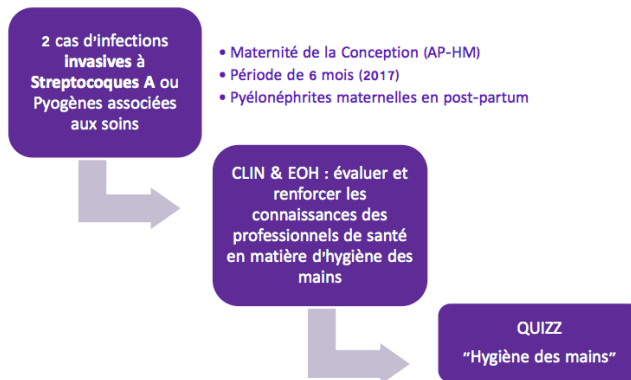 2 cas d'infections
invasives à
Streptocoques A ou
Pyogènes associées
aux soins
• Maternité de la Conception (AP-HM)
• Période de 6 mois (2017)
• Pyélonéphrites maternelles en post-partum
CLIN & EOH : évaluer et
renforcer les
connaissances des
professionnels de santé
en matière d'hygiène des
mains
QUIZZ
"Hygiène des mains"